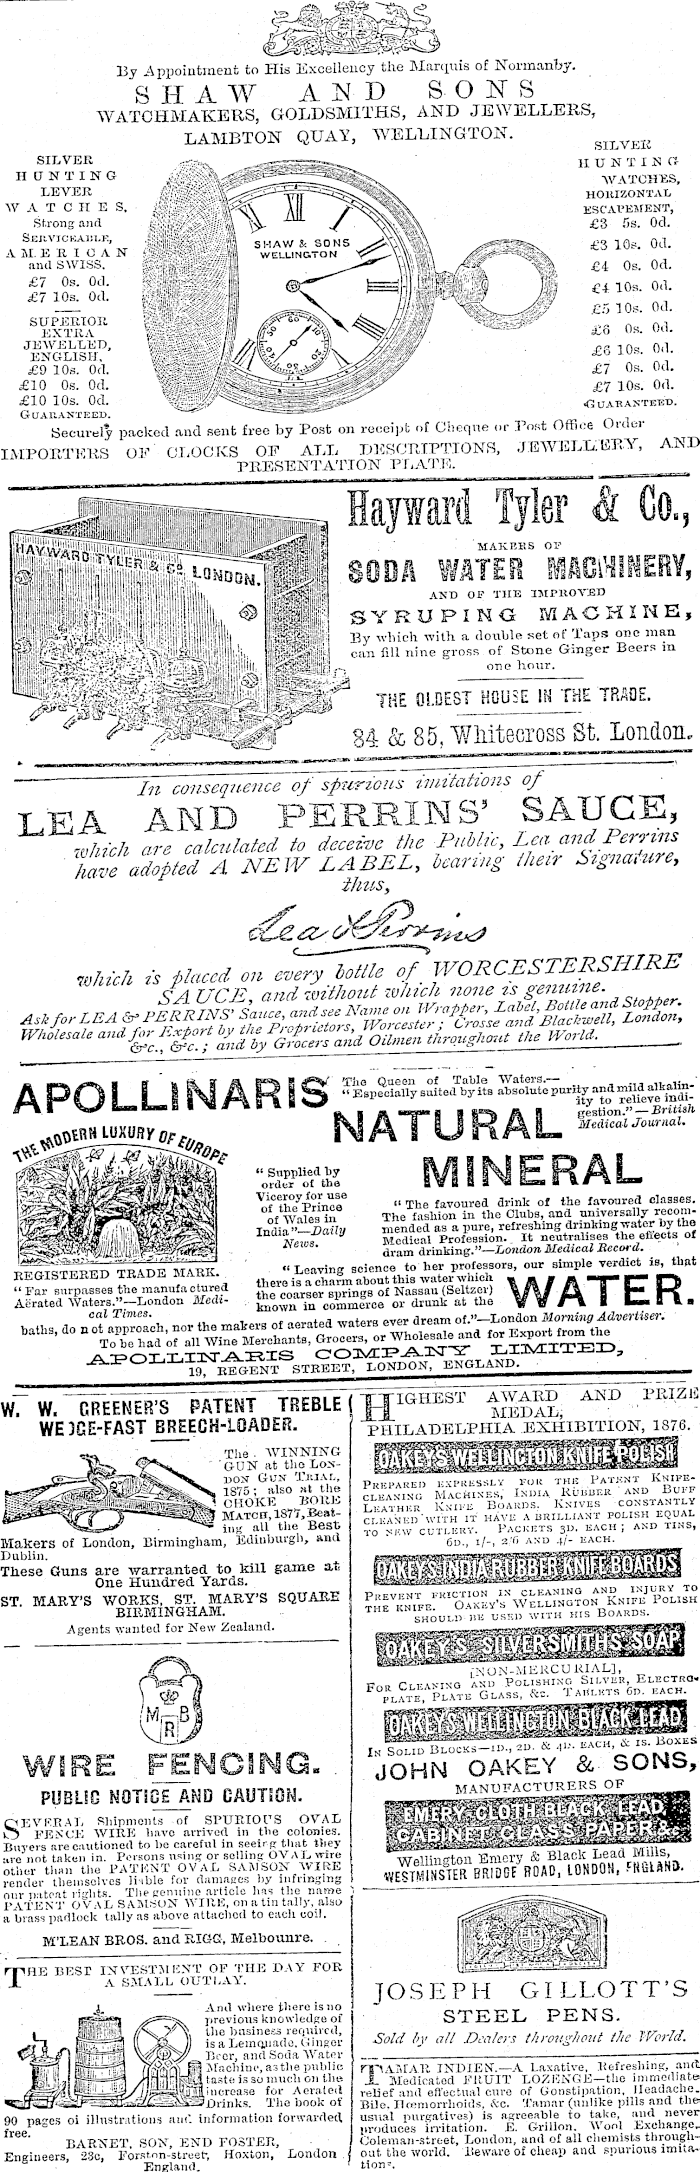 By Appointment to His Excellency the Marquis of Normanby.
SHAW AND SONS
WATCHMAKERS, GOLDSMITHS, AND JEWELLERS,
LAMBTON QUAY, WELLINGTON.
SILVER
HUNTING
LEVER
WATCHES.
Strong and
SERVICEABLE,
AMERICAN
and SWISS.
£7 0s. 0d.
£7 10s. 0d.
SUPERIOR
EXTRA
JEWELLED,
ENGLISH,
£9 10s. 0d.
£10 0s. 0d.
£10 10s. 0d.
GUARANTEED.
XII
SHAW & SONS
WELLINGTON
60
SILVER
HUNTING
WATCHES,
HORIZONTAL
ESCAPEMENT,
£3 5s. 0d.
£3 10s. 0d.
£4 0s. 0d.
£4 10s. 0d.
£5 10s. 0d.
£6 0s. 0d.
£6 10s. 0d.
£7 0s. 0d.
£7 10s. 0d.
GUARANTEED.
Securely packed and sent free by Post on receipt of Cheque or Post Office Order
IMPORTERS OF CLOCKS OF ALL DESCRIPTIONS, JEWELLERY, AND
PRESENTATION PLATE.
HAYWARD TYLER & Co. LONDON.
Hayward Tyler & Co.,
MAKERS OF
SODA WATER MACHINERY,
AND OF THE IMPROVED
SYRUPING MACHINE,
By which with a double set of Taps one man
can fill nine gross of Stone Ginger Beers in
one hour.
THE OLDEST HOUSE IN THE TRADE.
84 & 85, Whitecross St. London.
In consequence of spurious imitations of
LEA AND PERRINS' SAUCE,
which are calculated to deceive the Public, Lea and Perrins
have adopted A NEW LABEL, bearing their Signature,
thus,
Lea & Perrins
which is placed on every bottle of WORCESTERSHIRE
SAUCE, and without which none is genuine.
Ask for LEA & PERRINS' Sauce, and see Name on Wrapper, Label, Bottle and Stopper.
Wholesale and for Export by the Proprietors, Worcester; Crosse and Blackwell, London,
&c., &c.; and by Grocers and Oilmen throughout the World.
APOLLINARIS
The Queen of Table Waters.—
"Especially suited by its absolute purity and mild alkalin-
ity to relieve indi-
gestion."—British
Medical Journal.
NATURAL
MINERAL
THE MODERN LUXURY OF EUROPE
REGISTERED TRADE MARK.
"Far surpasses the manufactured
Aërated Waters."—London Medi-
cal Times.
"Supplied by
order of the
Viceroy for use
of the Prince
of Wales in
India"—Daily
News.
"The favoured drink of the favoured classes.
The fashion in the Clubs, and universally recom-
mended as a pure, refreshing drinking water by the
Medical Profession. It neutralises the effects of
dram drinking."—London Medical Record.
"Leaving science to her professors, our simple verdict is, that
there is a charm about this water which
the coarser springs of Nassau (Seltzer)
known in commerce or drunk at the
WATER.
baths, do not approach, nor the makers of aerated waters ever dream of."—London Morning Advertiser.
To be had of all Wine Merchants, Grocers, or Wholesale and for Export from the
APOLLINARIS COMPANY LIMITED,
19, REGENT STREET, LONDON, ENGLAND.
W. W. GREENER'S PATENT TREBLE
WEDGE-FAST BREECH-LOADER.
The WINNING
GUN at the LON-
DON GUN TRIAL,
1875; also at the
CHOKE BORE
MATCH, 1877, Beat-
ing all the Best
Makers of London, Birmingham, Edinburgh, and
Dublin.
These Guns are warranted to kill game at
One Hundred Yards.
ST. MARY'S WORKS, ST. MARY'S SQUARE
BIRMINGHAM.
Agents wanted for New Zealand.
M R B
WIRE FENCING.
PUBLIC NOTICE AND CAUTION.
SEVERAL Shipments of SPURIOUS OVAL
FENCE WIRE have arrived in the colonies.
Buyers are cautioned to be careful in seeing that they
are not taken in. Persons using or selling OVAL wire
other than the PATENT OVAL SAMSON WIRE
render themselves liable for damages by infringing
our patent rights. The genuine article has the name
PATENT OVAL SAMSON WIRE, on a tin tally, also
a brass padlock tally as above attached to each coil.
M'LEAN BROS. and RIGG, Melbounre.
THE BEST INVESTMENT OF THE DAY FOR
A SMALL OUTLAY.
And where there is no
previous knowledge of
the business required,
is a Lemonade, Ginger
Beer, and Soda Water
Machine, as the public
taste is so much on the
increase for Aerated
Drinks. The book of
90 pages of illustrations and information forwarded
free.
BARNET, SON, END FOSTER,
Engineers, 23c, Forston-street, Hoxton, London
England.
HIGHEST AWARD AND PRIZE
MEDAL,
PHILADELPHIA EXHIBITION, 1876.
OAKEY'S WELLINGTON KNIFE POLISH
PREPARED EXPRESSLY FOR THE PATENT KNIFE-
CLEANING MACHINES, INDIA RUBBER AND BUFF
LEATHER KNIFE BOARDS. KNIVES CONSTANTLY
CLEANED WITH IT HAVE A BRILLIANT POLISH EQUAL
TO NEW CUTLERY. PACKETS 3D. EACH; AND TINS,
6D., 1/-, 2/6 AND 4/- EACH.
OAKEY'S INDIA RUBBER KNIFE BOARDS
PREVENT FRICTION IN CLEANING AND INJURY TO
THE KNIFE. OAKEY'S WELLINGTON KNIFE POLISH
SHOULD BE USED WITH HIS BOARDS.
OAKEY'S SILVERSMITHS' SOAP
[NON-MERCURIAL],
FOR CLEANING AND POLISHING SILVER, ELECTRO-
PLATE, PLATE GLASS, &c. TABLETS 6D. EACH.
OAKEY'S WELLINGTON BLACK LEAD
IN SOLID BLOCKS—1D., 2D. & 4D. EACH, & 1S. BOXES
JOHN OAKEY & SONS,
MANUFACTURERS OF
EMERY CLOTH BLACK LEAD
CABINET GLASS PAPER &c
Wellington Emery & Black Lead Mills,
WESTMINSTER BRIDGE ROAD, LONDON, ENGLAND.
JOSEPH GILLOTT'S
STEEL PENS.
Sold by all Dealers throughout the World.
TAMAR INDIEN.—A Laxative, Refreshing, and
Medicated FRUIT LOZENGE—the immediate
relief and effectual cure of Gonstipation, Headache,
Bile, Hœmorrhoids, &c. Tamar (unlike pills and the
usual purgatives) is agreeable to take, and never
produces irritation. E. Grillon, Wool Exchange,
Coleman-street, London, and of all chemists through-
out the world. Beware of cheap and spurious imita-
tions.